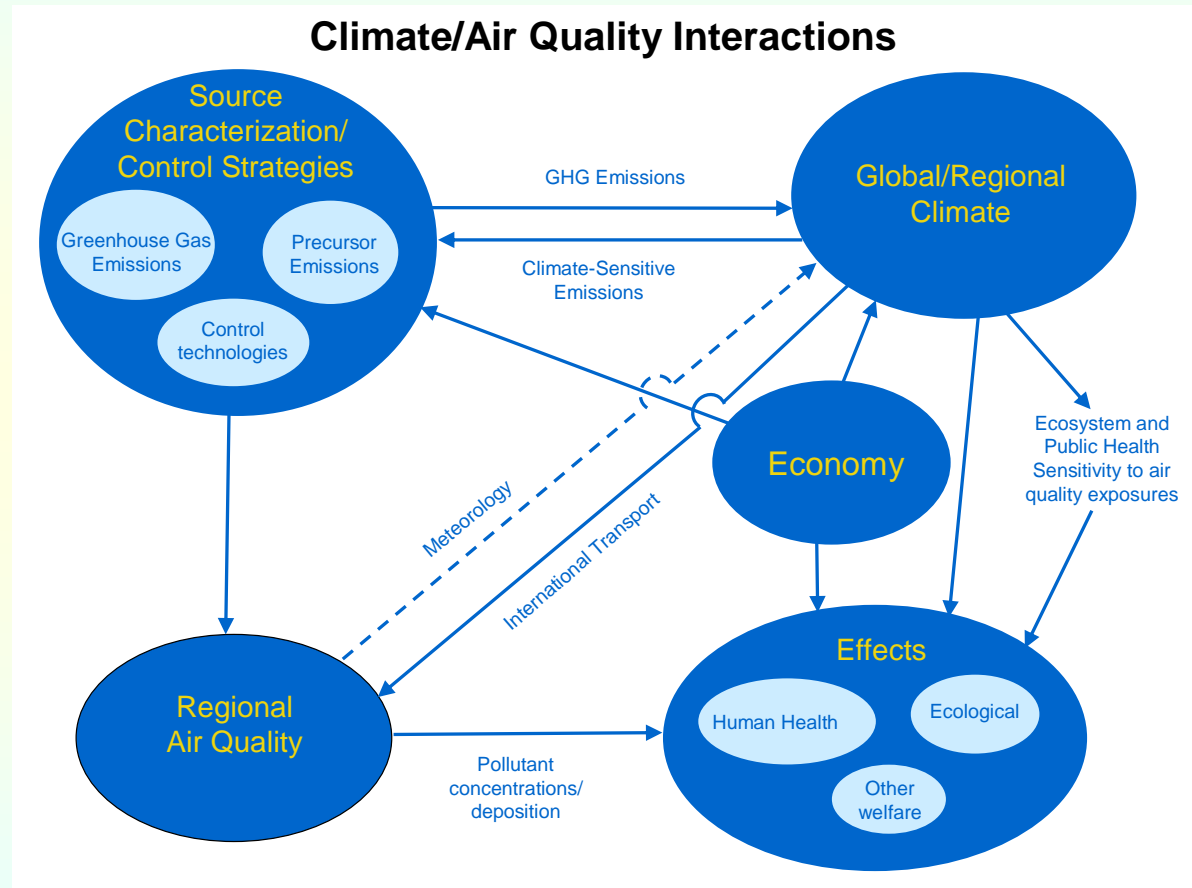 Climate/Air Quality Interactions
Source
Characterization/
Control Strategies
Greenhouse Gas
Emissions
Precursor
Emissions
Control
technologies
GHG Emissions
Climate-Sensitive
Emissions
Global/Regional
Climate
Economy
Ecosystem and
Public Health
Sensitivity to air
quality exposures
Meteorology
International Transport
Regional
Air Quality
Pollutant
concentrations/
deposition
Effects
Human Health
Ecological
Other
welfare